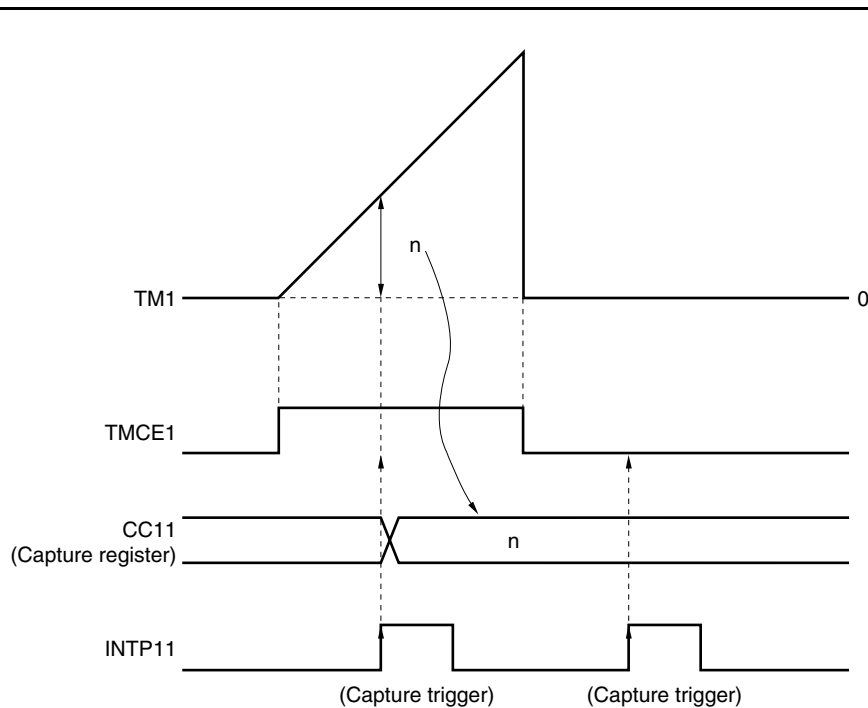 n
TM1
0
TMCE1
CC11
(Capture register)
n
INTP11
(Capture trigger)
(Capture trigger)